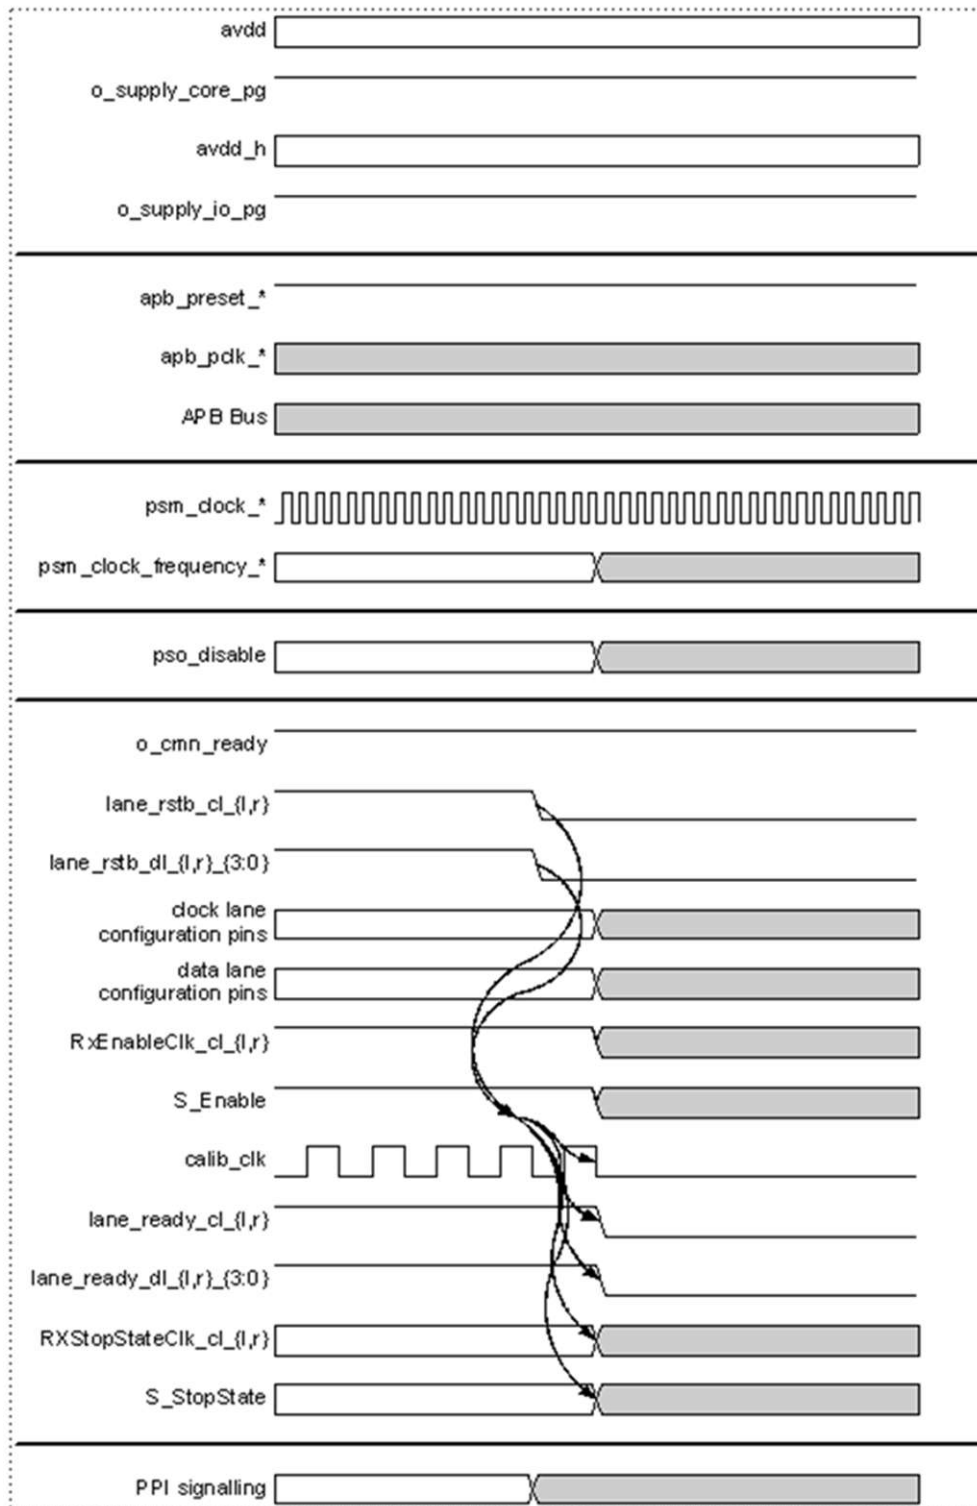 avdd
o_supply_core_pg
avdd_h
o_supply_io_pg
apb_preset_*
apb_pclk_*
APB Bus
psm_clock_*
psm_clock_frequency_*
pso_disable
o_cmn_ready
lane_rstb_cl_{l,r}
lane_rstb_dl_{l,r}_{3:0}
clock lane
configuration pins
data lane
configuration pins
RxEnableClk_cl_{l,r}
S_Enable
calib_clk
lane_ready_cl_{l,r}
lane_ready_dl_{l,r}_{3:0}
RXStopStateClk_cl_{l,r}
S_StopState
PPI signalling